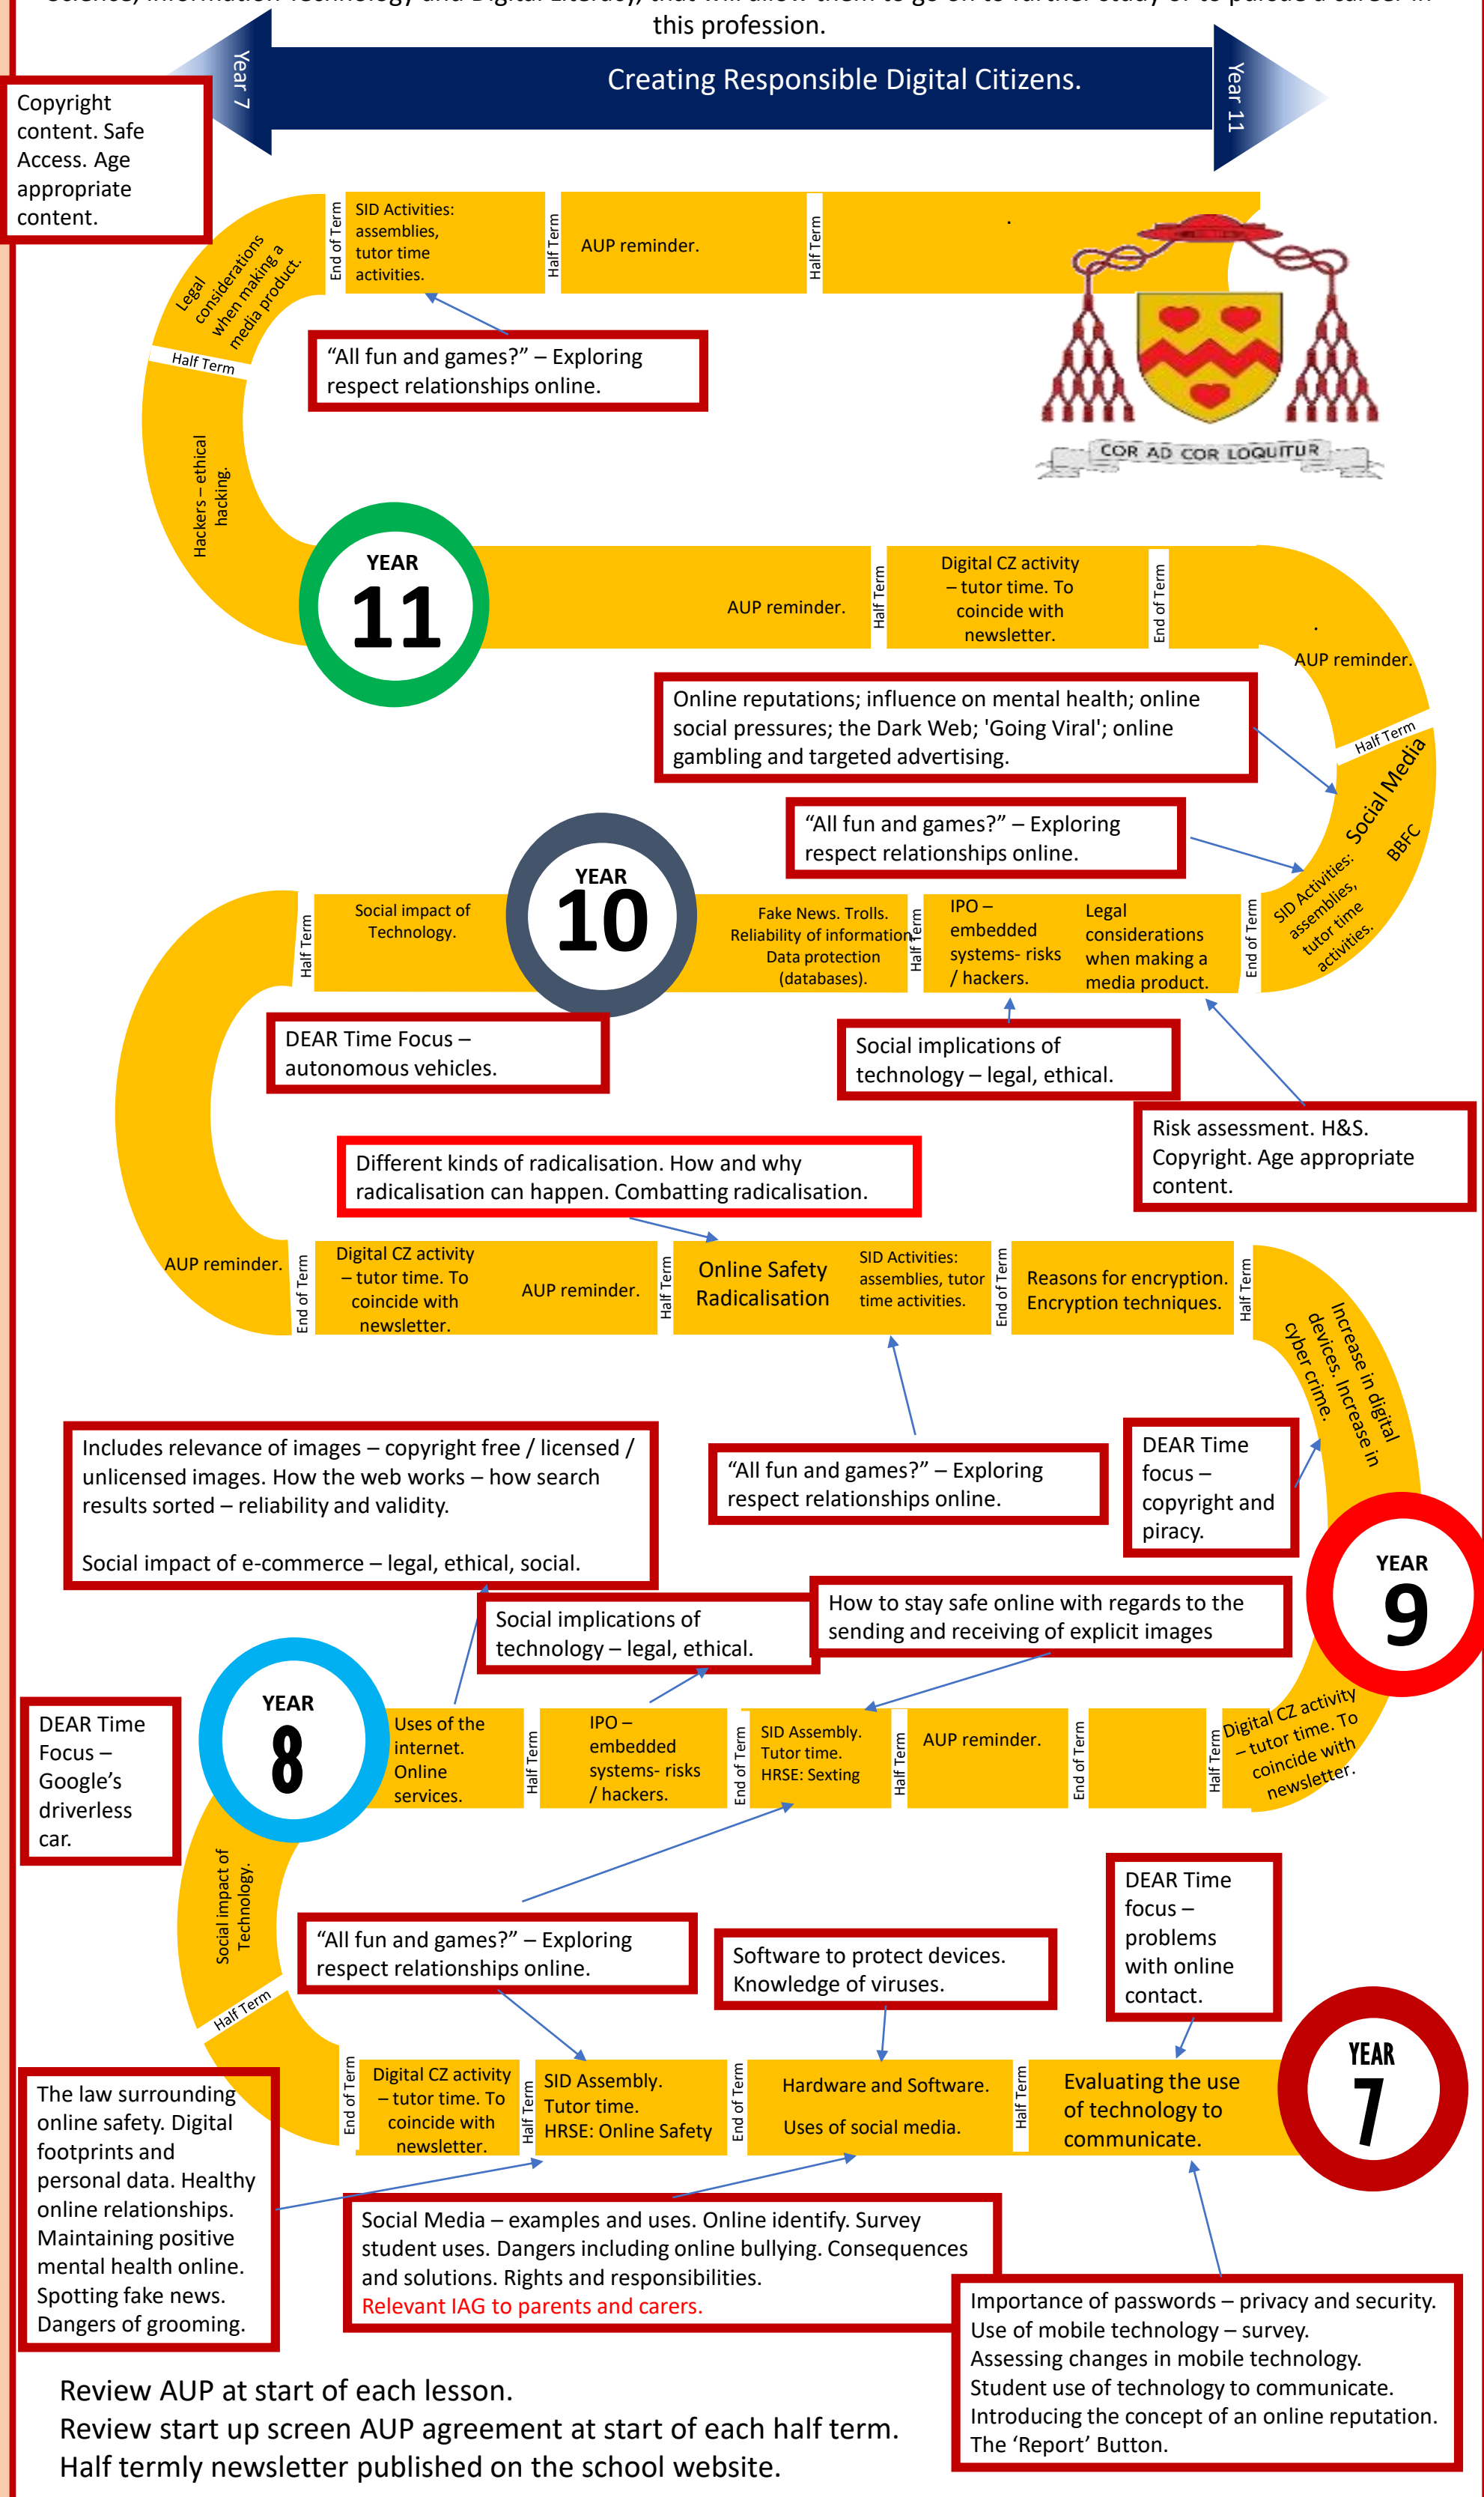 Science, Information Technology and Digital Literacy, that will allow them to go on to further study or to pursue a career in
this profession.
Year 7
Creating Responsible Digital Citizens.
Year 11
Copyright
content. Safe
Access. Age
appropriate
content.
Legal
considerations
when making a
media product.
End of Term
SID Activities:
assemblies,
tutor time
activities.
Half Term
AUP reminder.
Half Term
.
Half Term
“All fun and games?” – Exploring
respect relationships online.
COR AD COR LOQUITUR
Hackers – ethical
hacking.
YEAR
11
AUP reminder.
Half Term
Digital CZ activity
– tutor time. To
coincide with
newsletter.
End of Term
.
AUP reminder.
Half Term
Online reputations; influence on mental health; online
social pressures; the Dark Web; 'Going Viral'; online
gambling and targeted advertising.
Social Media
BBFC
“All fun and games?” – Exploring
respect relationships online.
SID Activities:
assemblies,
tutor time
activities.
Half Term
Social impact of
Technology.
YEAR
10
Fake News. Trolls.
Reliability of information
Data protection
(databases).
Half Term
IPO –
embedded
systems- risks
/ hackers.
Legal
considerations
when making a
media product.
End of Term
DEAR Time Focus –
autonomous vehicles.
Social implications of
technology – legal, ethical.
Risk assessment. H&S.
Copyright. Age appropriate
content.
Different kinds of radicalisation. How and why
radicalisation can happen. Combatting radicalisation.
AUP reminder.
End of Term
Digital CZ activity
– tutor time. To
coincide with
newsletter.
AUP reminder.
Half Term
Online Safety
Radicalisation
SID Activities:
assemblies, tutor
time activities.
End of Term
Reasons for encryption.
Encryption techniques.
Half Term
Increase in digital
devices. Increase in
cyber crime.
Includes relevance of images – copyright free / licensed /
unlicensed images. How the web works – how search
results sorted – reliability and validity.
Social impact of e-commerce – legal, ethical, social.
“All fun and games?” – Exploring
respect relationships online.
DEAR Time
focus –
copyright and
piracy.
YEAR
9
Social implications of
technology – legal, ethical.
How to stay safe online with regards to the
sending and receiving of explicit images
DEAR Time
Focus –
Google’s
driverless
car.
YEAR
8
Uses of the
internet.
Online
services.
Half Term
IPO –
embedded
systems- risks
/ hackers.
End of Term
SID Assembly.
Tutor time.
HRSE: Sexting
Half Term
AUP reminder.
End of Term
Half Term
Digital CZ activity
– tutor time. To
coincide with
newsletter.
Social impact of
Technology.
Half Term
“All fun and games?” – Exploring
respect relationships online.
Software to protect devices.
Knowledge of viruses.
DEAR Time
focus –
problems
with online
contact.
YEAR
7
End of Term
Digital CZ activity
– tutor time. To
coincide with
newsletter.
Half Term
SID Assembly.
Tutor time.
HRSE: Online Safety
End of Term
Hardware and Software.
Uses of social media.
Half Term
Evaluating the use
of technology to
communicate.
The law surrounding
online safety. Digital
footprints and
personal data. Healthy
online relationships.
Maintaining positive
mental health online.
Spotting fake news.
Dangers of grooming.
Social Media – examples and uses. Online identify. Survey
student uses. Dangers including online bullying. Consequences
and solutions. Rights and responsibilities.
Relevant IAG to parents and carers.
Importance of passwords – privacy and security.
Use of mobile technology – survey.
Assessing changes in mobile technology.
Student use of technology to communicate.
Introducing the concept of an online reputation.
The ‘Report’ Button.
Review AUP at start of each lesson.
Review start up screen AUP agreement at start of each half term.
Half termly newsletter published on the school website.